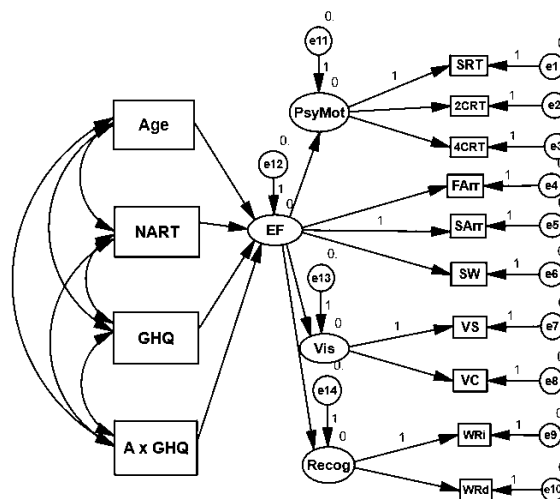 0.
e11
1
0
PsyMot
1
SRT
1
e1
2CRT
1
e2
4CRT
1
e3
Age
0.
e12
1
0
EF
FArr
1
e4
NART
1
SArr
1
e5
SW
1
e6
0.
e13
1
0
Vis
1
VS
1
e7
GHQ
VC
1
e8
0.
e14
1
0
Recog
1
WRi
1
e9
A x GHQ
WRd
1
e10